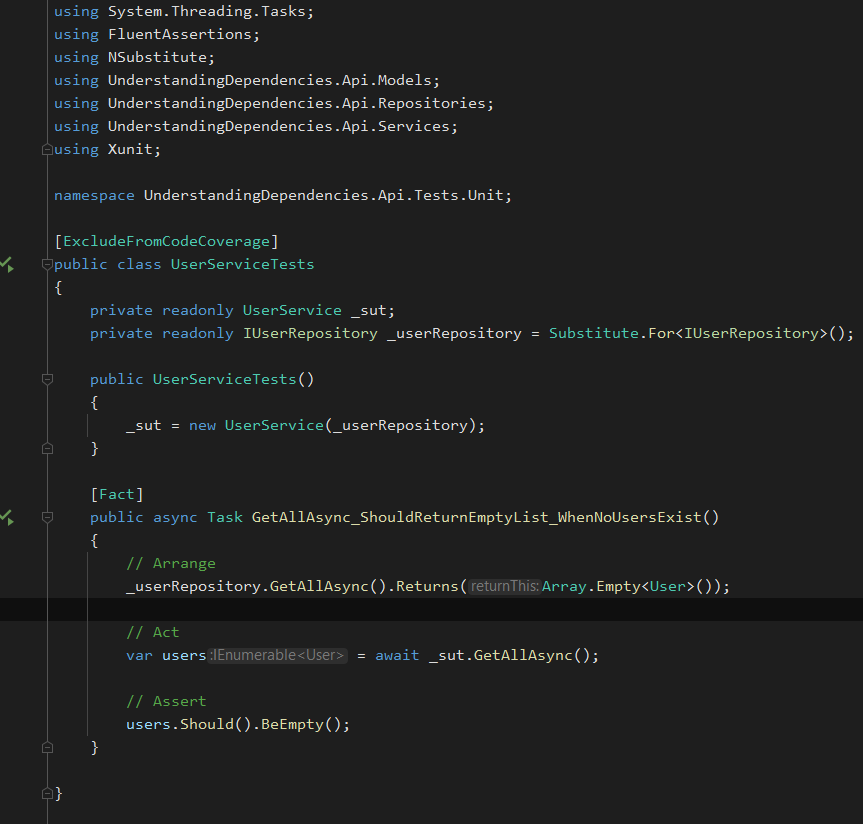 using System.Threading.Tasks;
using FluentAssertions;
using NSubstitute;
using UnderstandingDependencies.Api.Models;
using UnderstandingDependencies.Api.Repositories;
using UnderstandingDependencies.Api.Services;
using Xunit;

namespace UnderstandingDependencies.Api.Tests.Unit;

[ExcludeFromCodeCoverage]
public class UserServiceTests
{
    private readonly UserService _sut;
    private readonly IUserRepository _userRepository = Substitute.For<IUserRepository>();

    public UserServiceTests()
    {
        _sut = new UserService(_userRepository);
    }

    [Fact]
    public async Task GetAllAsync_ShouldReturnEmptyList_WhenNoUsersExist()
    {
        // Arrange
        _userRepository.GetAllAsync().Returns( returnThis: Array.Empty<User>());

        // Act
        var users :IEnumerable<User> = await _sut.GetAllAsync();

        // Assert
        users.Should().BeEmpty();
    }

}